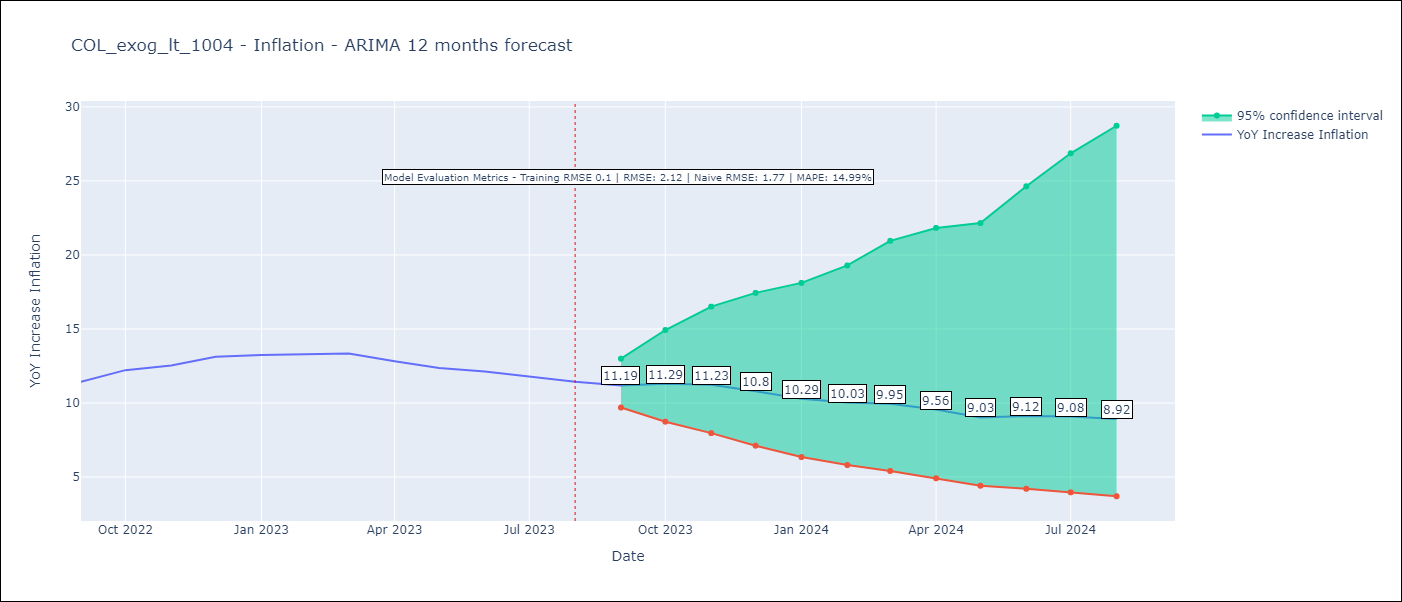 COL_exog_lt_1004 - Inflation - ARIMA 12 months forecast
30
25
20
15
10
5
YoY Increase Inflation
95% confidence interval
YoY Increase Inflation
Model Evaluation Metrics - Training RMSE 0.1 | RMSE: 2.12 | Naive RMSE: 1.77 | MAPE: 14.99%
11.19
11.29
11.23
10.8
10.29
10.03
9.95
9.56
9.03
9.12
9.08
8.92
Oct 2022
Jan 2023
Apr 2023
Jul 2023
Oct 2023
Jan 2024
Apr 2024
Jul 2024
Date